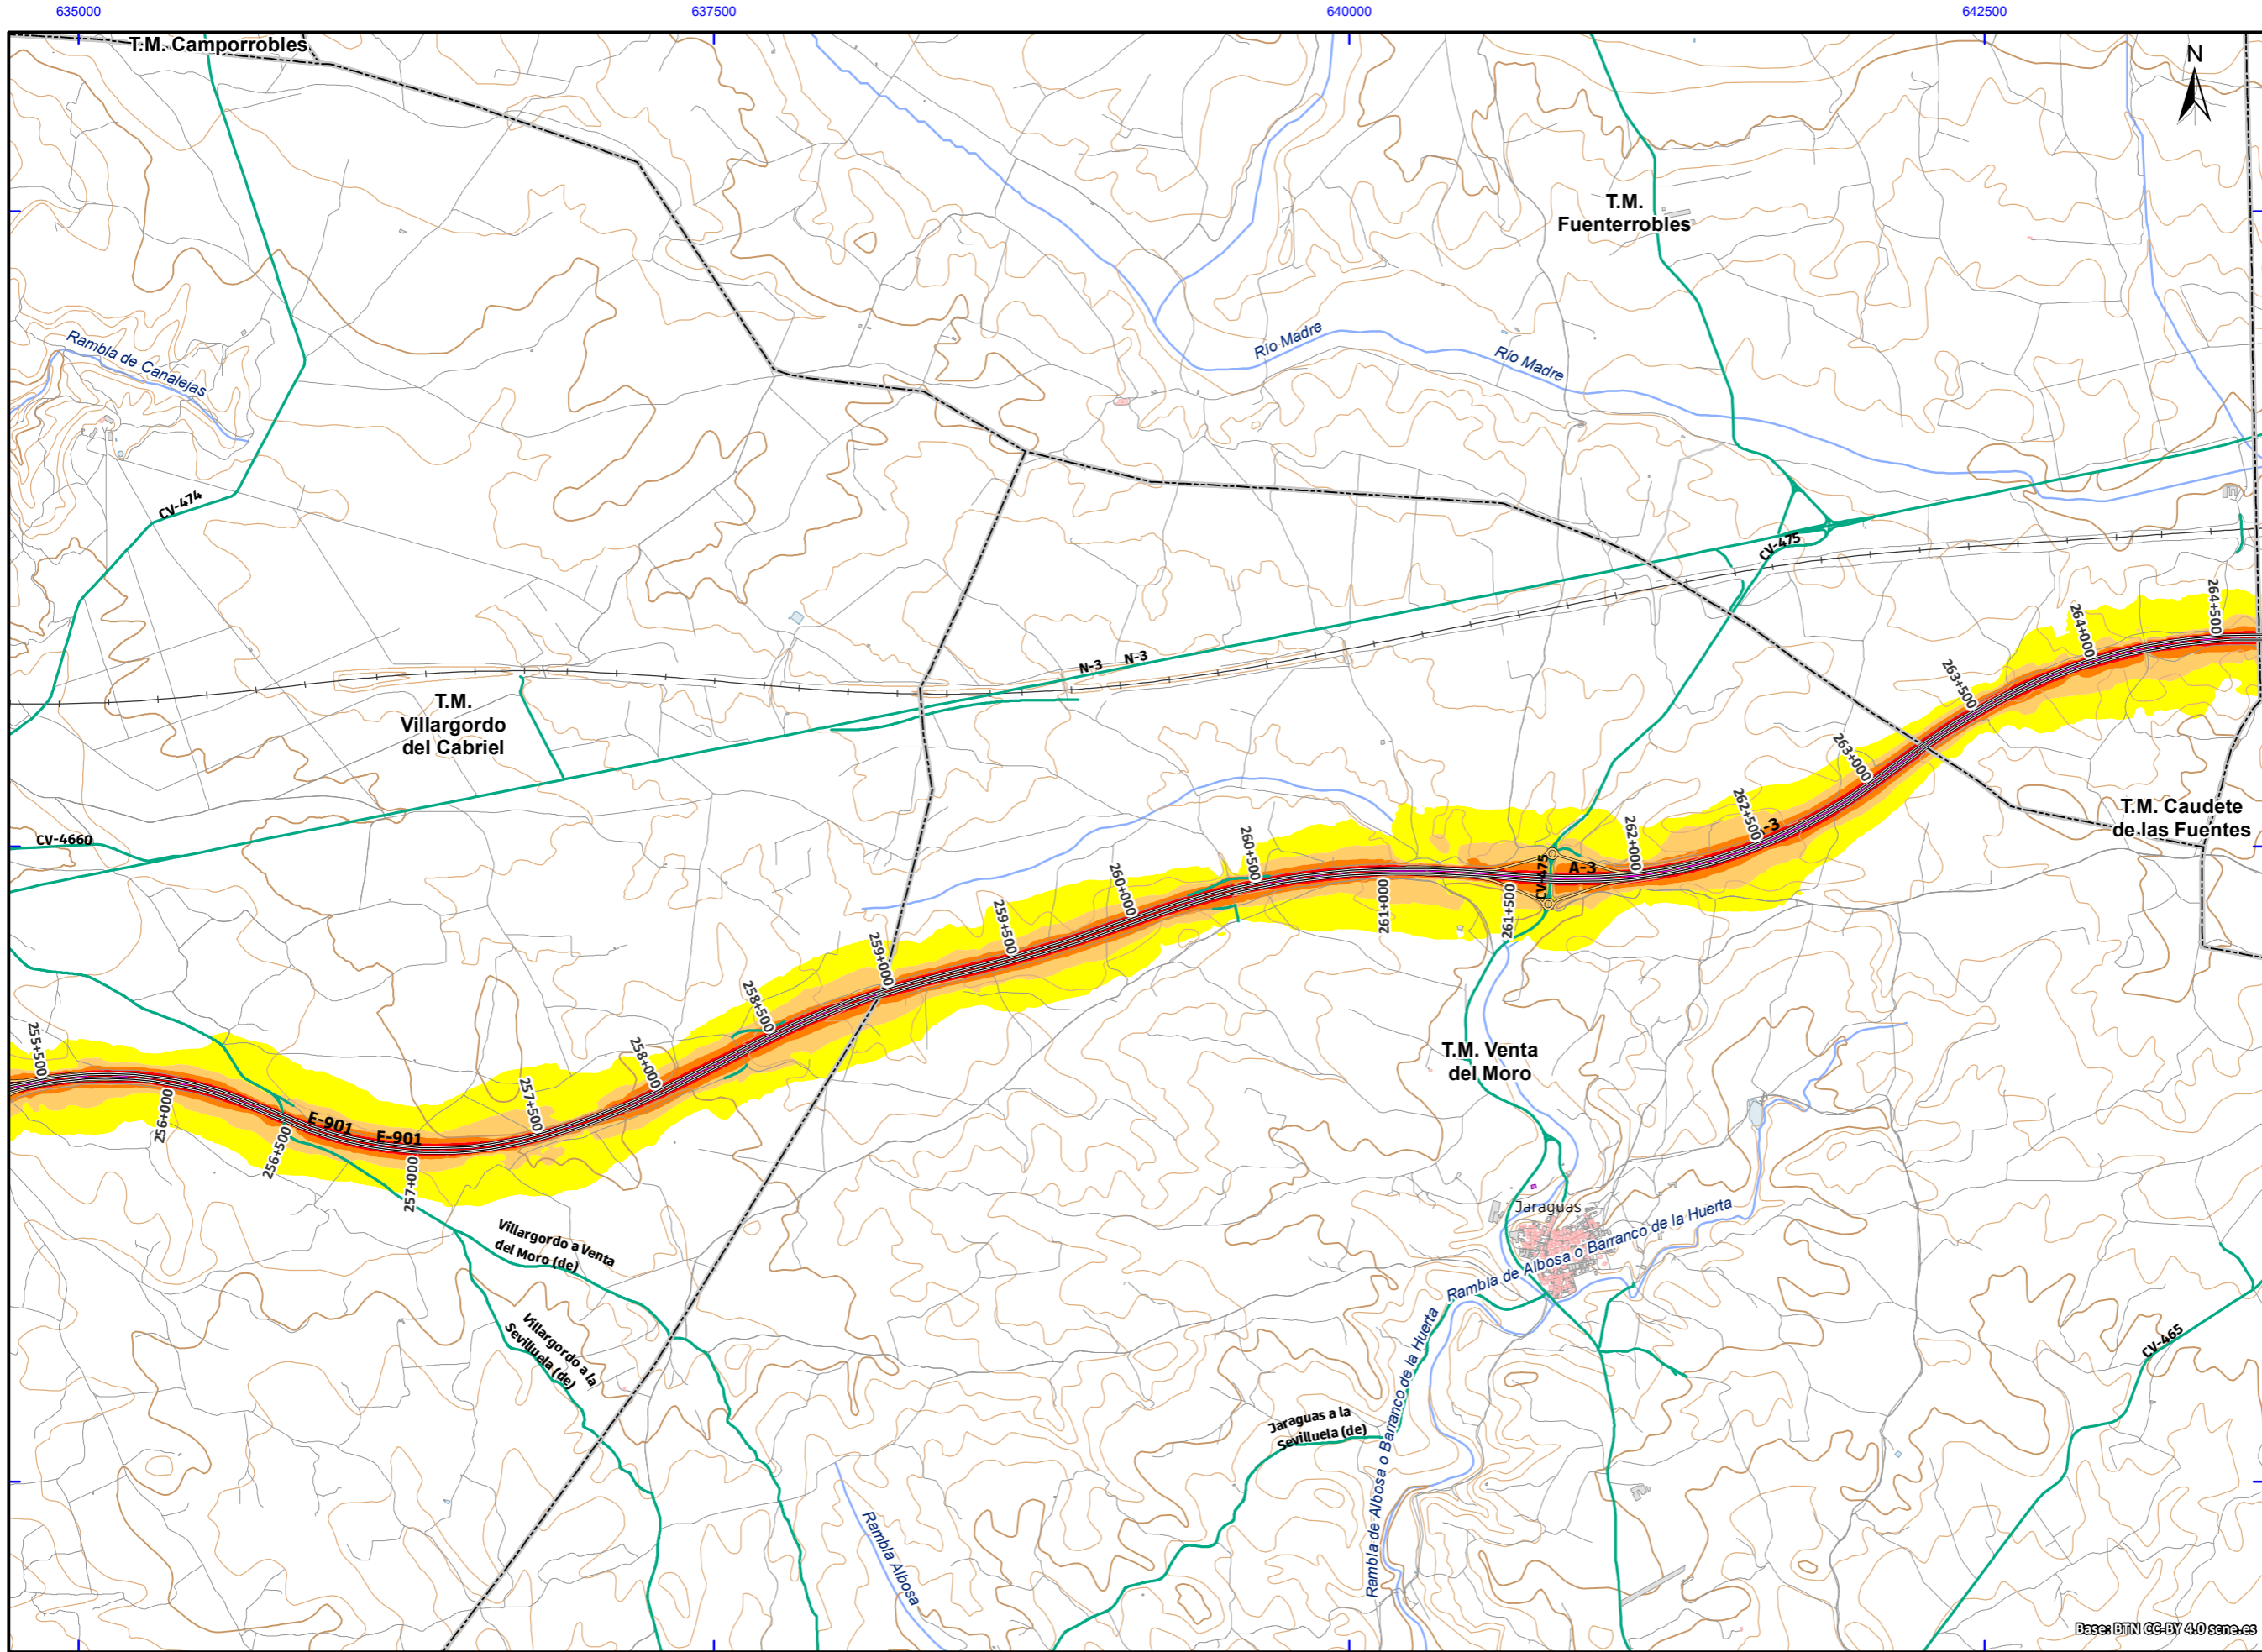 635000
637500
640000
642500
T.M. Camporrobles
N
T.M.
Fuenterrobles
Rambla de Canalejas
Río Madre
Río Madre
CV-474
CV-475
N-3
N-3
264+500
264+000
263+500
T.M.
Villargordo
del Cabriel
263+000
262+500
-3
T.M. Caudete
de las Fuentes
CV-4660
262+000
260+500
CV-475
A-3
260+000
261+000
261+500
259+500
259+000
258+500
255+500
258+000
T.M. Venta
del Moro
257+500
256+000
E-901
E-901
256+500
257+000
Jaraguas
Rambla de Albosa o Barranco de la Huerta
Villargordo a Venta
del Moro (de)
Villargordo a la
Sevilluela (de)
CV-465
Rambla de Albosa o Barranco de la Huerta
Jaraguas a la
Sevilluela (de)
Rambla Albosa
Base: BTN CC-BY 4.0 scne.es